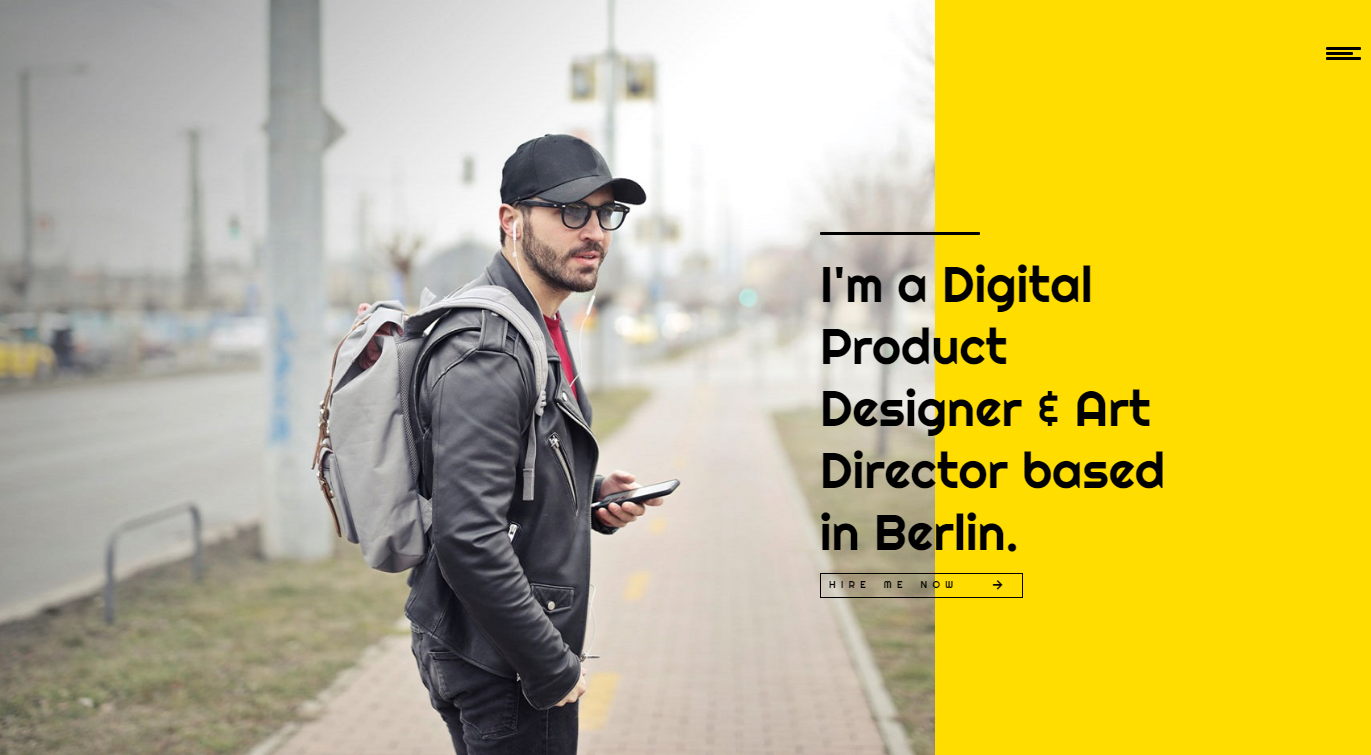 I'm a Digital
Product
Designer & Art
Director based
in Berlin.
HIRE ME NOW